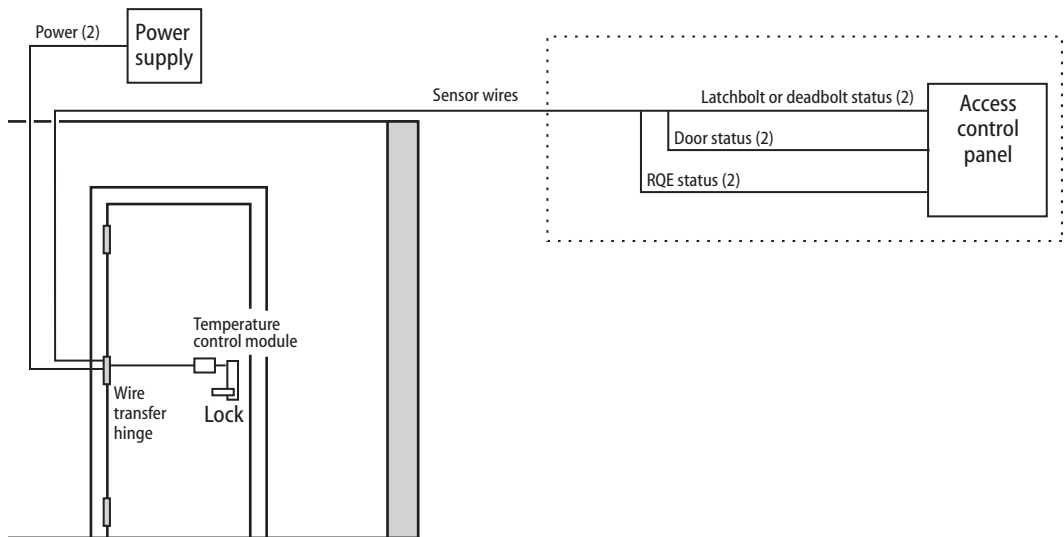 Power (2)
Power
supply
Sensor wires
Latchbolt or deadbolt status (2)
Door status (2)
RQE status (2)
Access
control
panel
Temperature
control module
Wire
transfer
hinge
Lock